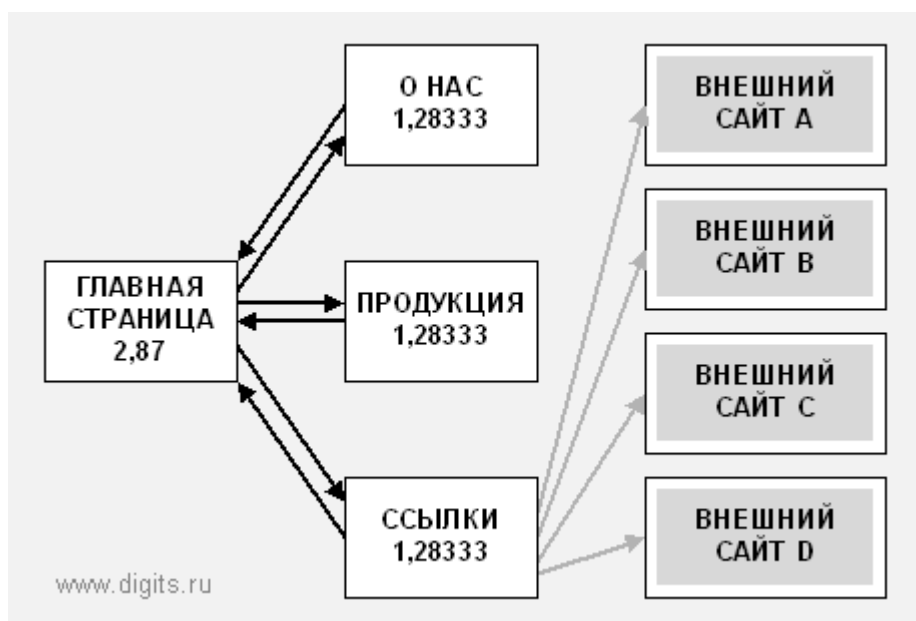 О НАС
1,28333
ВНЕШНИЙ
САЙТ A
ВНЕШНИЙ
САЙТ B
ГЛАВНАЯ
СТРАНИЦА
2,87
ПРОДУКЦИЯ
1,28333
ВНЕШНИЙ
САЙТ C
ССЫЛКИ
1,28333
ВНЕШНИЙ
САЙТ D
www.digits.ru